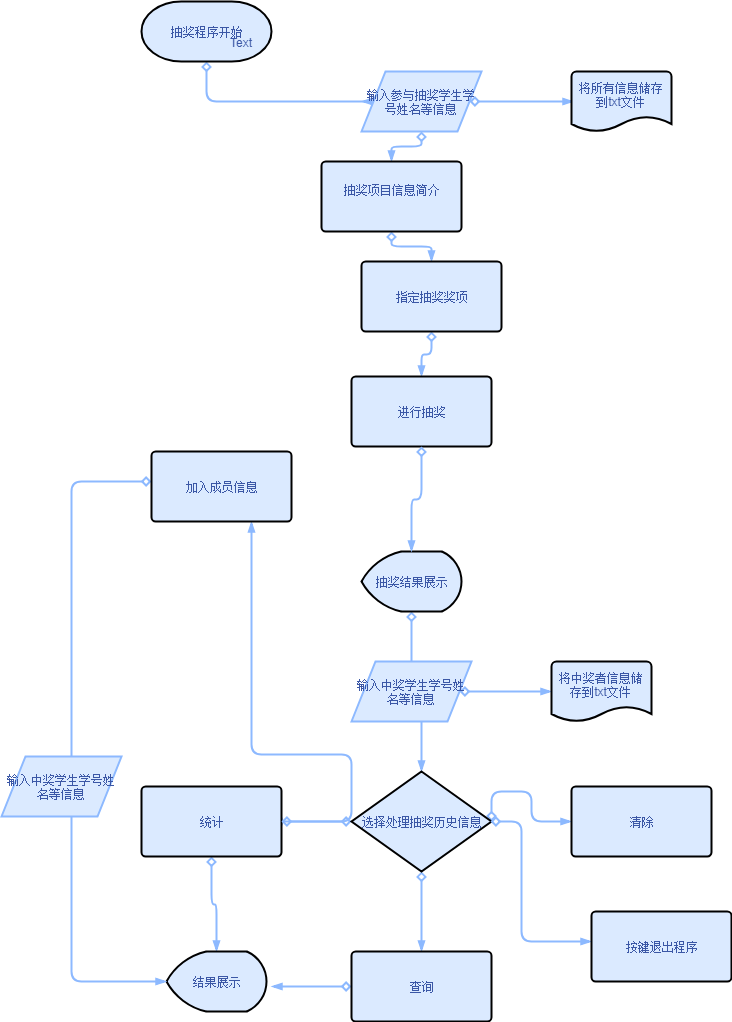 抽奖程序开始
Text
输入参与抽奖学生学
号姓名等信息
将所有信息储存
到txt文件
抽奖项目信息简介
指定抽奖奖项
进行抽奖
加入成员信息
抽奖结果展示
输入中奖学生学号姓
名等信息
将中奖者信息储
存到txt文件
输入中奖学生学号姓
名等信息
统计
选择处理抽奖历史信息
清除
按键退出程序
结果展示
查询